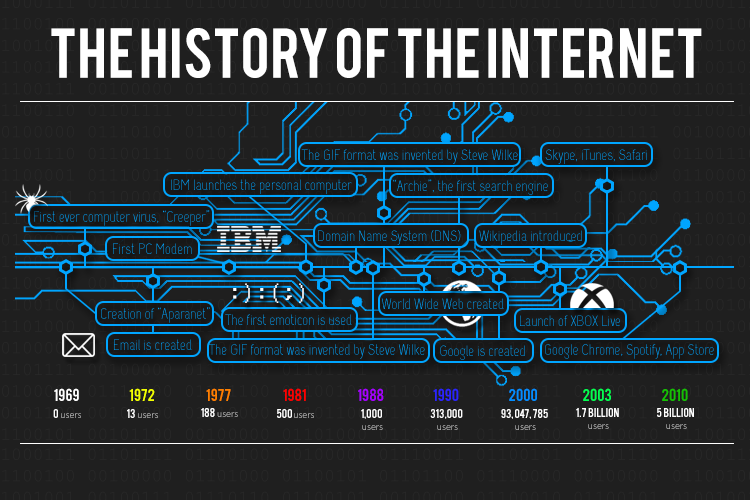 THE HISTORY OF THE INTERNET
The GIF format was invented by Steve Wilke
Skype, iTunes, Safari
IBM launches the personal computer
"Archie", the first search engine
First ever computer virus, "Creeper"
IBM
Domain Name System (DNS)
Wikipedia introduced
First PC Modem
:):(;)
World Wide Web created
Creation of "Aparanet"
The first emoticon is used
Launch of XBOX Live
Email is created
The GIF format was invented by Steve Wilke
Google is created
Google Chrome, Spotify, App Store
1969 1972 1977 1981 1988 1990 2000 2003 2010
0 users 13 users 188 users 500 users 1,000 users 313,000 users 93,047,785 users 1.7 BILLION users 5 BILLION users